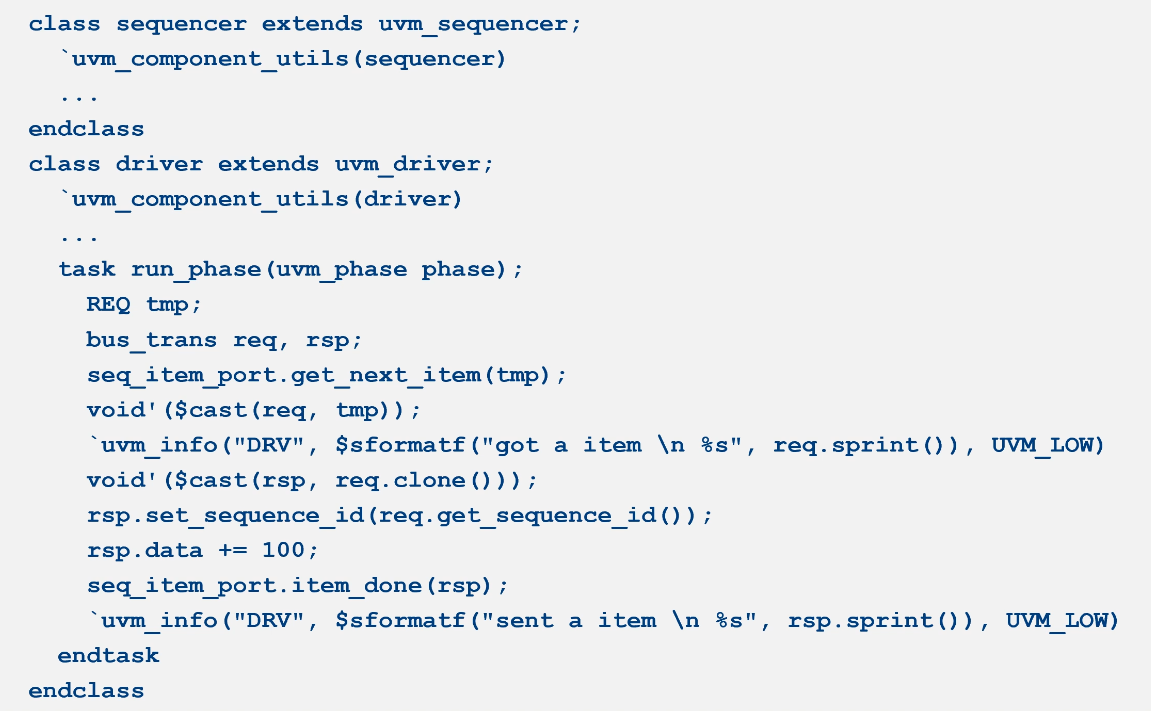 class sequencer extends uvm_sequencer;
`uvm_component_utils(sequencer)
...
endclass
class driver extends uvm_driver;
`uvm_component_utils(driver)
...
task run_phase(uvm_phase phase);
REQ tmp;
bus_trans req, rsp;
seq_item_port.get_next_item(tmp);
void'($cast(req, tmp));
`uvm_info("DRV", $sformatf("got a item \n %s", req.sprint()), UVM_LOW)
void'($cast(rsp, req.clone()));
rsp.set_sequence_id(req.get_sequence_id());
rsp.data += 100;
seq_item_port.item_done(rsp);
`uvm_info("DRV", $sformatf("sent a item \n %s", rsp.sprint()), UVM_LOW)
endtask
endclass